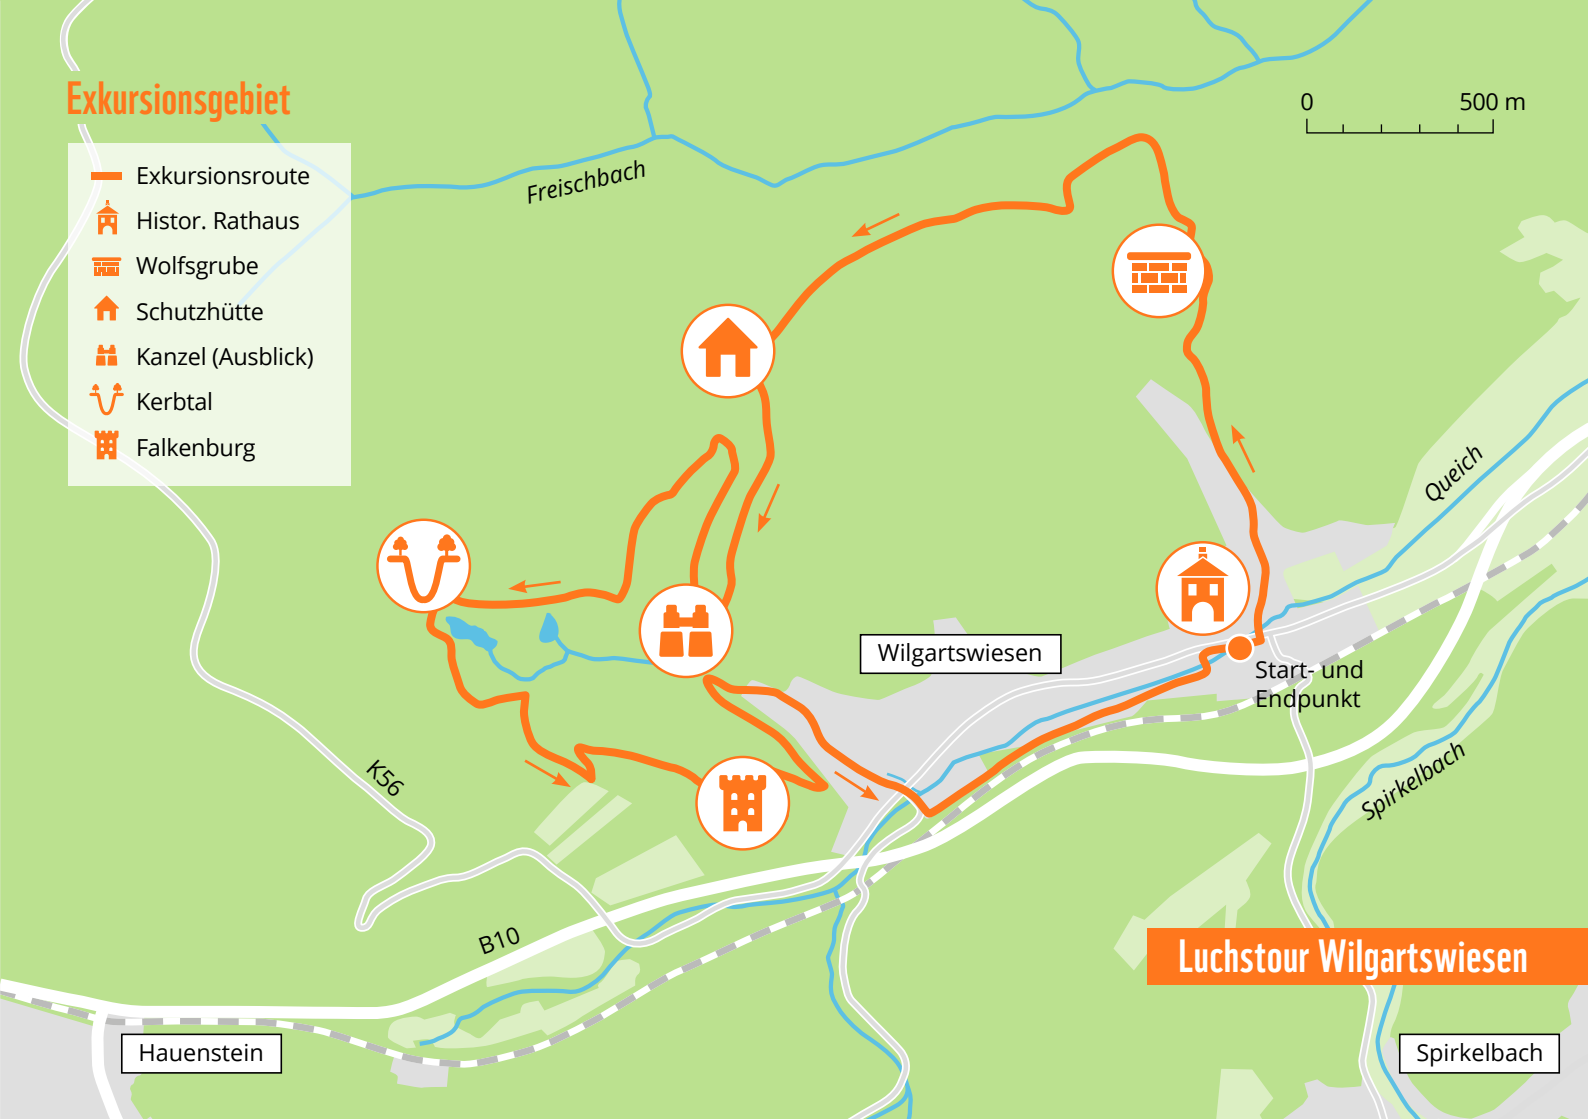 Exkursionsgebiet
Exkursionsroute
Histor. Rathaus
Wolfsgrube
Schutzhütte
Kanzel (Ausblick)
Kerbtal
Falkenburg
0 500 m
Freischbach
Queich
Wilgartswiesen
Start- und
Endpunkt
K56
Spirkelbach
B10
Luchstour Wilgartswiesen
Hauenstein
Spirkelbach